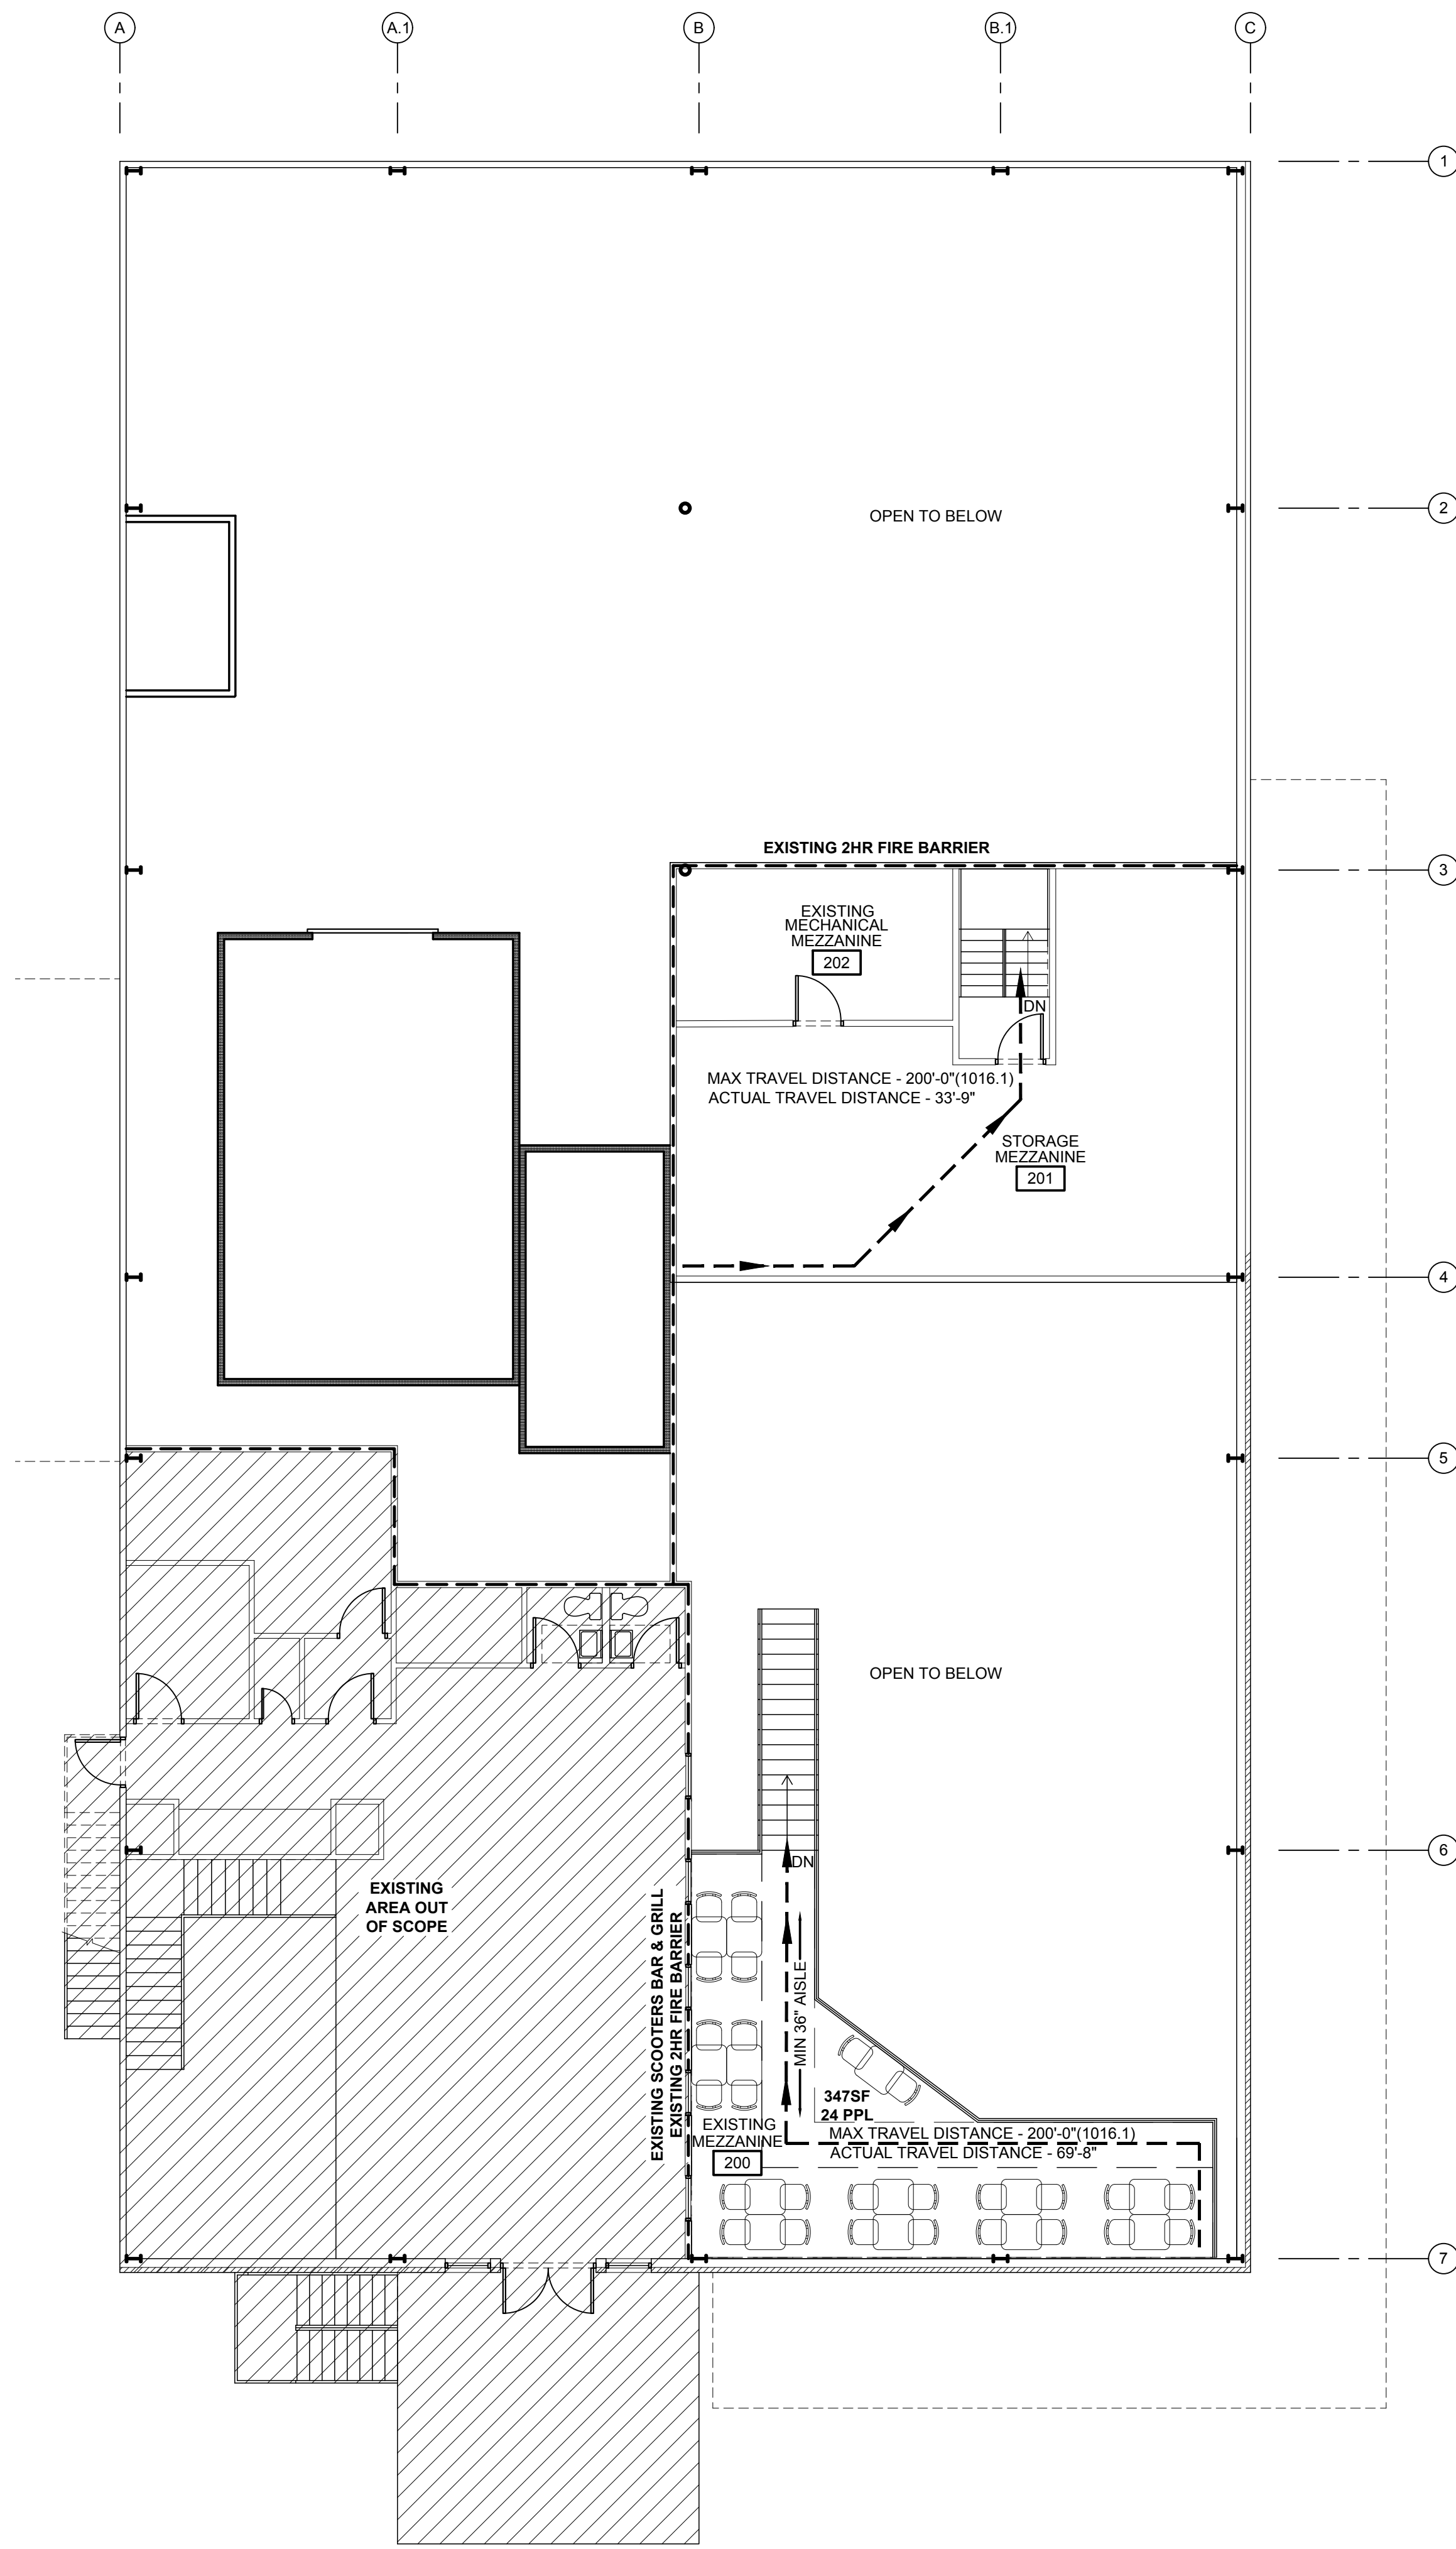 A
A.1
B
B.1
C
1
2
OPEN TO BELOW
EXISTING 2HR FIRE BARRIER
3
EXISTING
MECHANICAL
MEZZANINE
202
DN
MAX TRAVEL DISTANCE - 200'-0"(1016.1)
ACTUAL TRAVEL DISTANCE - 33'-9"
STORAGE
MEZZANINE
201
4
5
OPEN TO BELOW
6
DN
EXISTING
AREA OUT
OF SCOPE
EXISTING SCOOTERS BAR & GRILL
EXISTING 2HR FIRE BARRIER
MIN 36" AISLE
347SF
24 PPL
EXISTING
MEZZANINE
200
MAX TRAVEL DISTANCE - 200'-0"(1016.1)
ACTUAL TRAVEL DISTANCE - 69'-8"
7